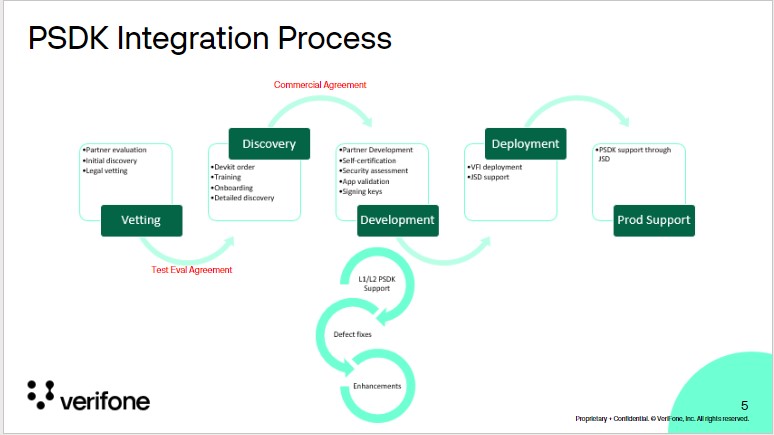 PSDK Integration Process
Commercial Agreement
•Partner evaluation
•Initial discovery
•Legal vetting
Vetting
Test Eval Agreement
Discovery
•Devkit order
•Training
•Onboarding
•Detailed discovery
•Partner Development
•Self-certification
•Security assessment
•App validation
•Signing keys
Development
L1/L2 PSDK
Support
Defect fixes
Enhancements
Deployment
•VFI deployment
•JSD support
•PSDK support through
JSD
Prod Support
verifone
5
Proprietary + Confidential. © VeriFone, Inc. All rights reserved.